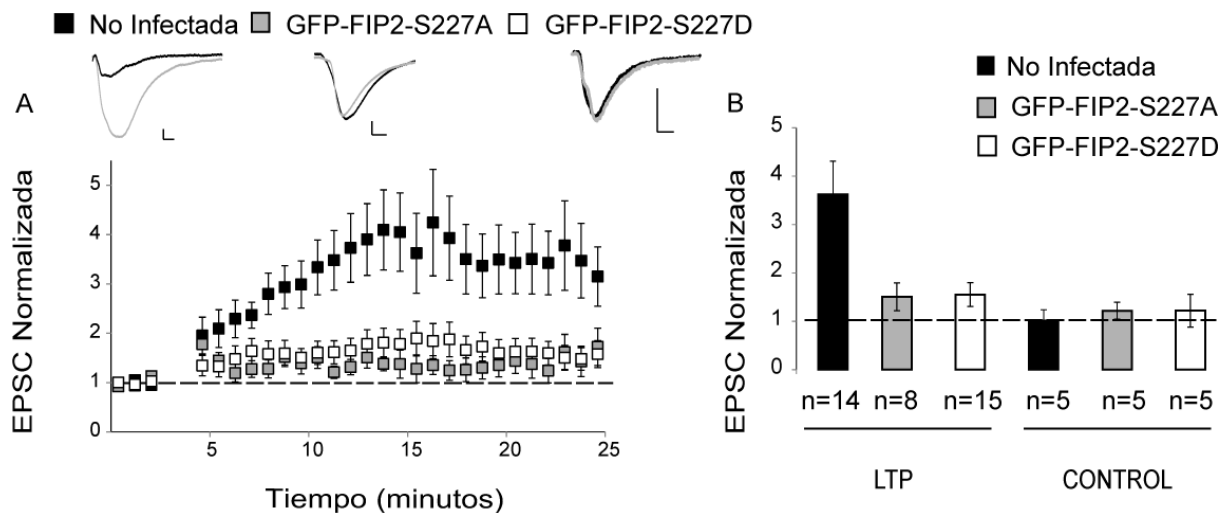 No Infectada GFP-FIP2-S227A GFP-FIP2-S227D
A
EPSC Normalizada
5
4
3
2
1
0
5 10 15 20 25
Tiempo (minutos)
B
No Infectada
GFP-FIP2-S227A
GFP-FIP2-S227D
EPSC Normalizada
5
4
3
2
1
0
n=14 n=8 n=15 n=5 n=5 n=5
LTP CONTROL